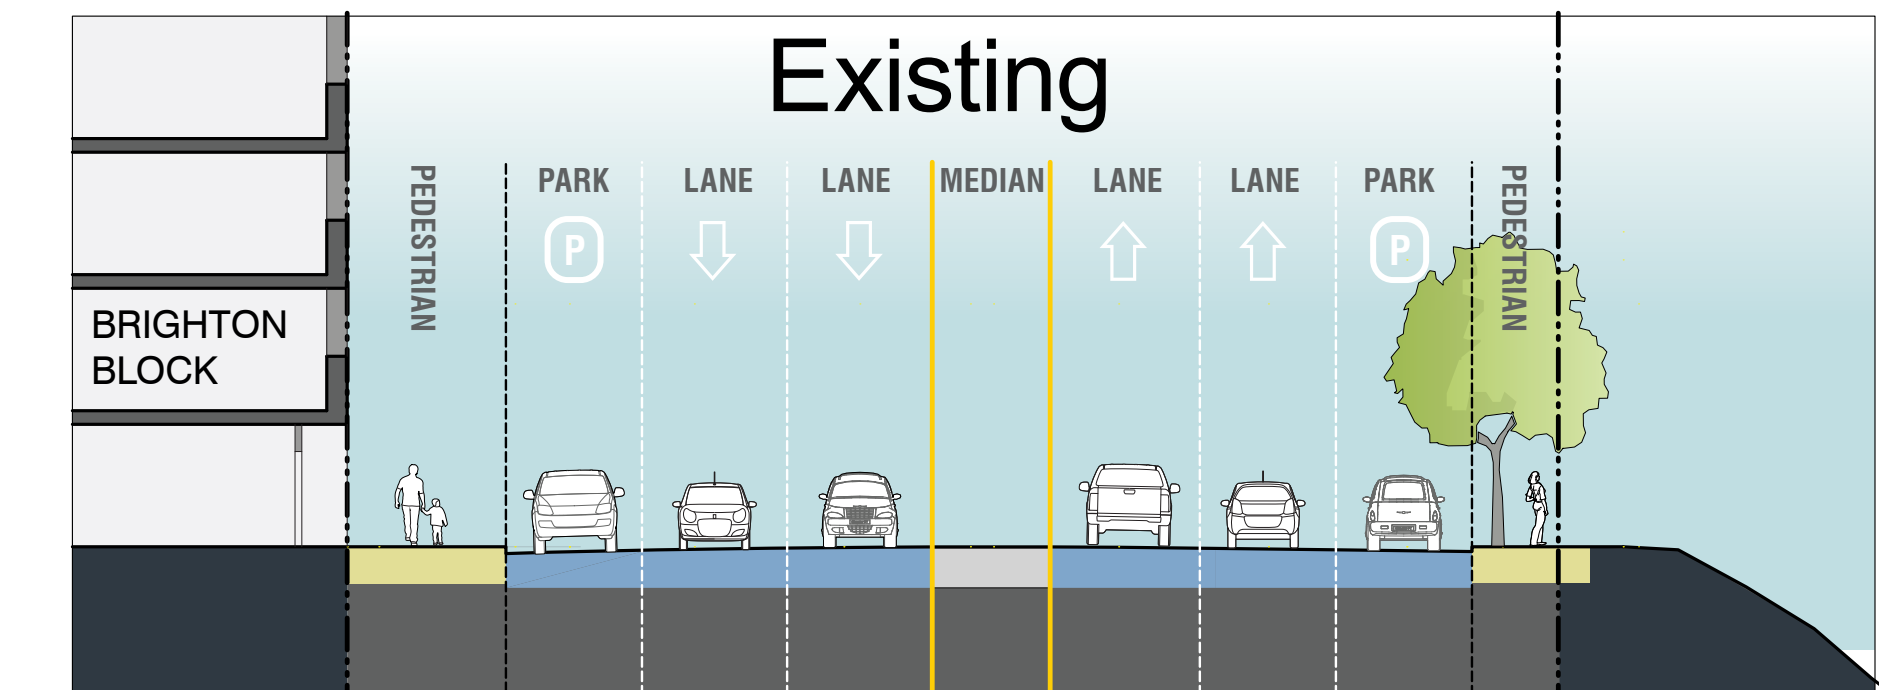 Existing
PEDESTRIAN
PARK
LANE
LANE
MEDIAN
LANE
LANE
PARK
PEDESTRIAN
P
P
BRIGHTON
BLOCK